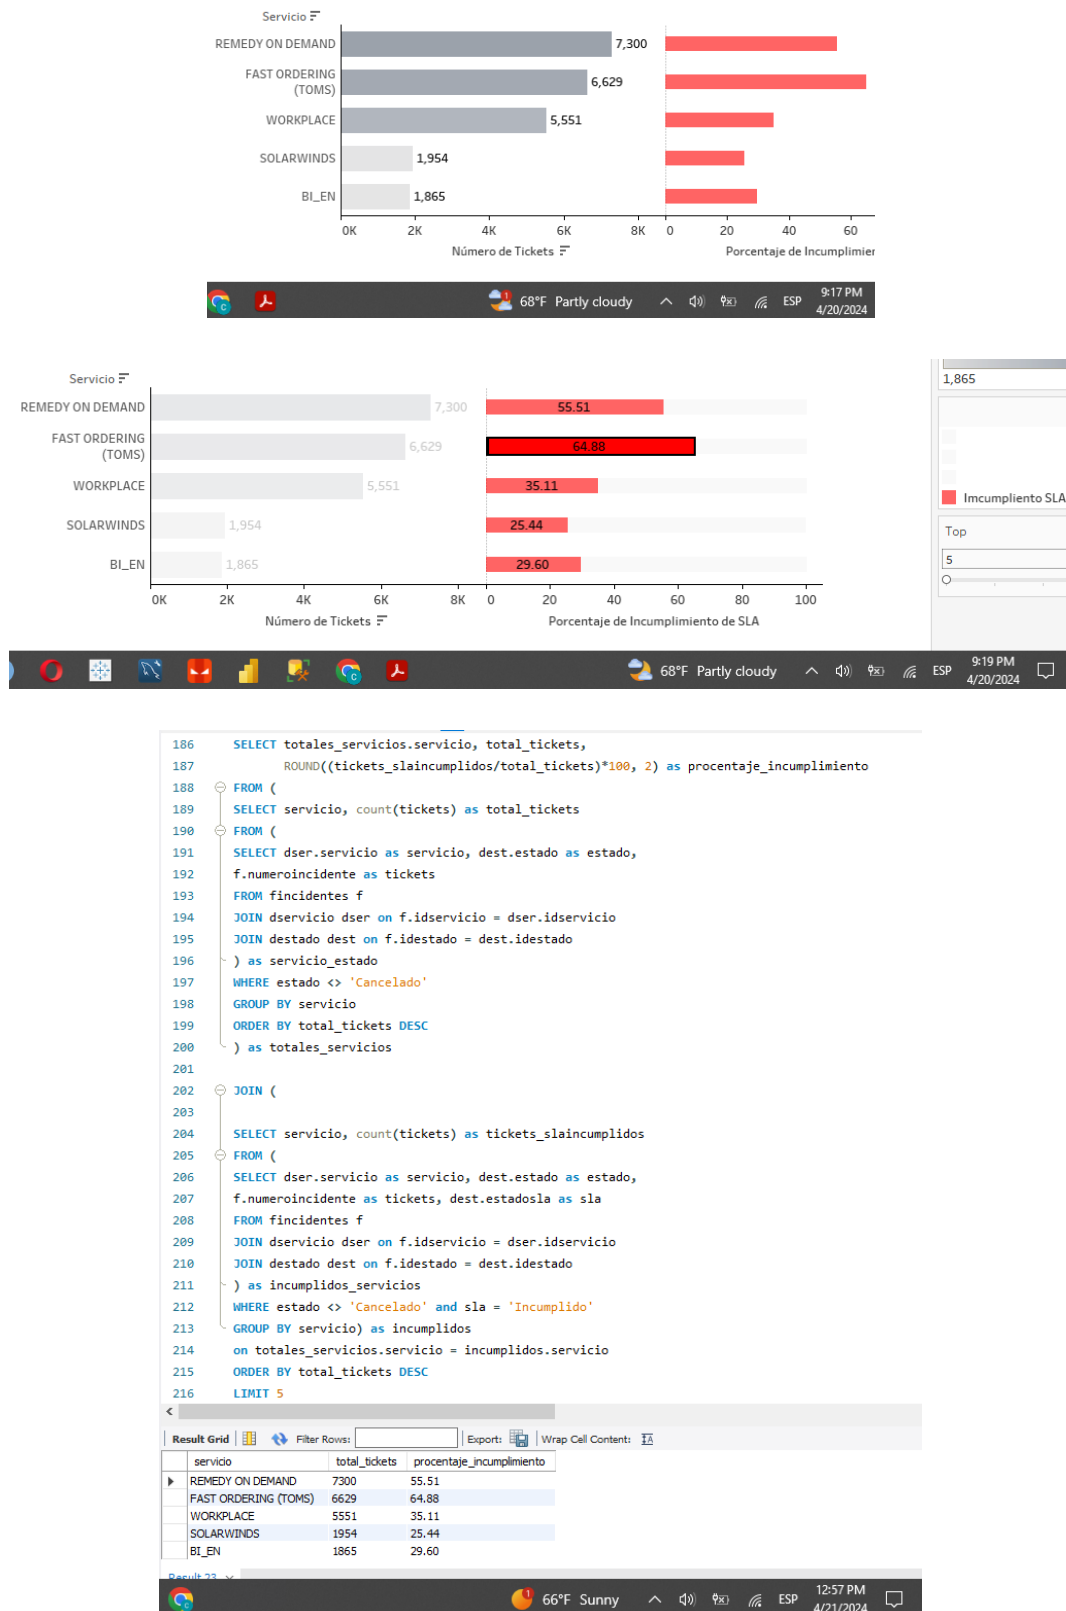 Servicio
REMEDY ON DEMAND 7,300
FAST ORDERING
(TOMS) 6,629
WORKPLACE 5,551
SOLARWINDS 1,954
BI_EN 1,865
0K 2K 4K 6K 8K 0 20 40 60
Número de Tickets Porcentaje de Incumplimier
68°F Partly cloudy ESP 9:17 PM
4/20/2024
Servicio
1,865
REMEDY ON DEMAND 7,300 55.51
FAST ORDERING
(TOMS) 6,629 64.88
WORKPLACE 5,551 35.11
SOLARWINDS 1,954 25.44
BI_EN 1,865 29.60
0K 2K 4K 6K 8K 0 20 40 60 80 100
Número de Tickets Porcentaje de Incumplimiento de SLA
Imcumpliento SLA
Top
5
68°F Partly cloudy ESP 9:19 PM
4/20/2024
186 SELECT totales_servicios.servicio, total_tickets,
187 ROUND((tickets_slaincumplidos/total_tickets)*100, 2) as procentaje_incumplimiento
188 FROM (
189 SELECT servicio, count(tickets) as total_tickets
190 FROM (
191 SELECT dser.servicio as servicio, dest.estado as estado,
192 f.numeroincidente as tickets
193 FROM fincidentes f
194 JOIN dservicio dser on f.idservicio = dser.idservicio
195 JOIN destado dest on f.idestado = dest.idestado
196 ) as servicio_estado
197 WHERE estado <> 'Cancelado'
198 GROUP BY servicio
199 ORDER BY total_tickets DESC
200 ) as totales_servicios
201
202 JOIN (
203
204 SELECT servicio, count(tickets) as tickets_slaincumplidos
205 FROM (
206 SELECT dser.servicio as servicio, dest.estado as estado,
207 f.numeroincidente as tickets, dest.estadosla as sla
208 FROM fincidentes f
209 JOIN dservicio dser on f.idservicio = dser.idservicio
210 JOIN destado dest on f.idestado = dest.idestado
211 ) as incumplidos_servicios
212 WHERE estado <> 'Cancelado' and sla = 'Incumplido'
213 GROUP BY servicio) as incumplidos
214 on totales_servicios.servicio = incumplidos.servicio
215 ORDER BY total_tickets DESC
216 LIMIT 5
Result Grid Filter Rows: Export: Wrap Cell Content:
servicio total_tickets procentaje_incumplimiento
REMEDY ON DEMAND 7300 55.51
FAST ORDERING (TOMS) 6629 64.88
WORKPLACE 5551 35.11
SOLARWINDS 1954 25.44
BI_EN 1865 29.60
Result 23
66°F Sunny ESP 12:57 PM
4/21/2024